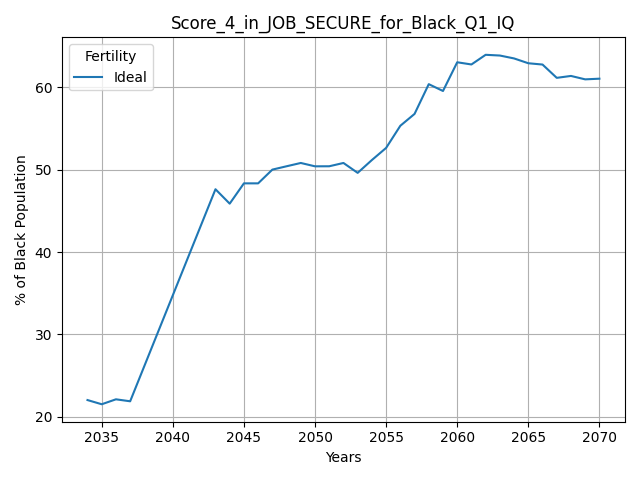 Score_4_in_JOB_SECURE_for_Black_Q1_IQ
Fertility
Ideal
% of Black Population
60
50
40
30
20
2035 2040 2045 2050 2055 2060 2065 2070
Years